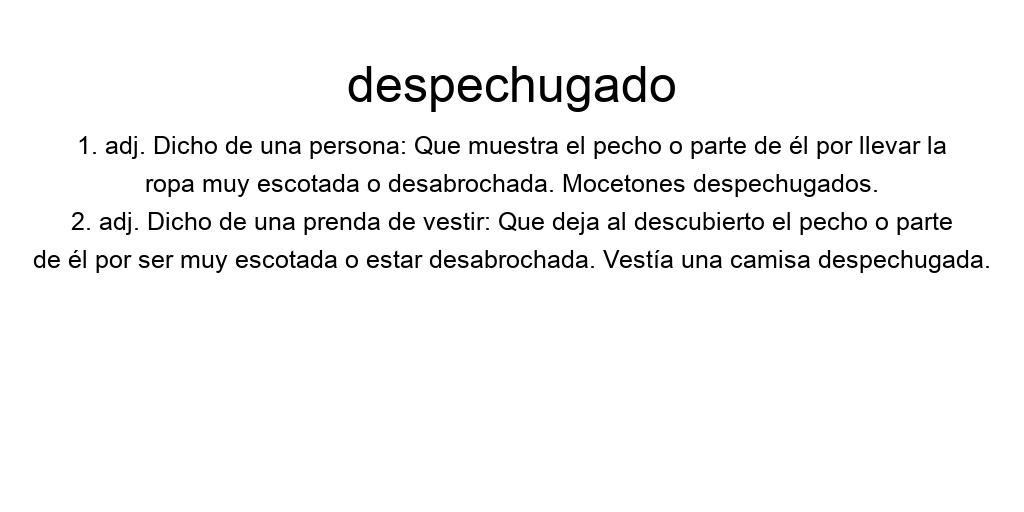 despechugado
1. adj. Dicho de una persona: Que muestra el pecho o parte de él por llevar la
ropa muy escotada o desabrochada. Mocetones despechugados.
2. adj. Dicho de una prenda de vestir: Que deja al descubierto el pecho o parte
de él por ser muy escotada o estar desabrochada. Vestía una camisa despechugada.